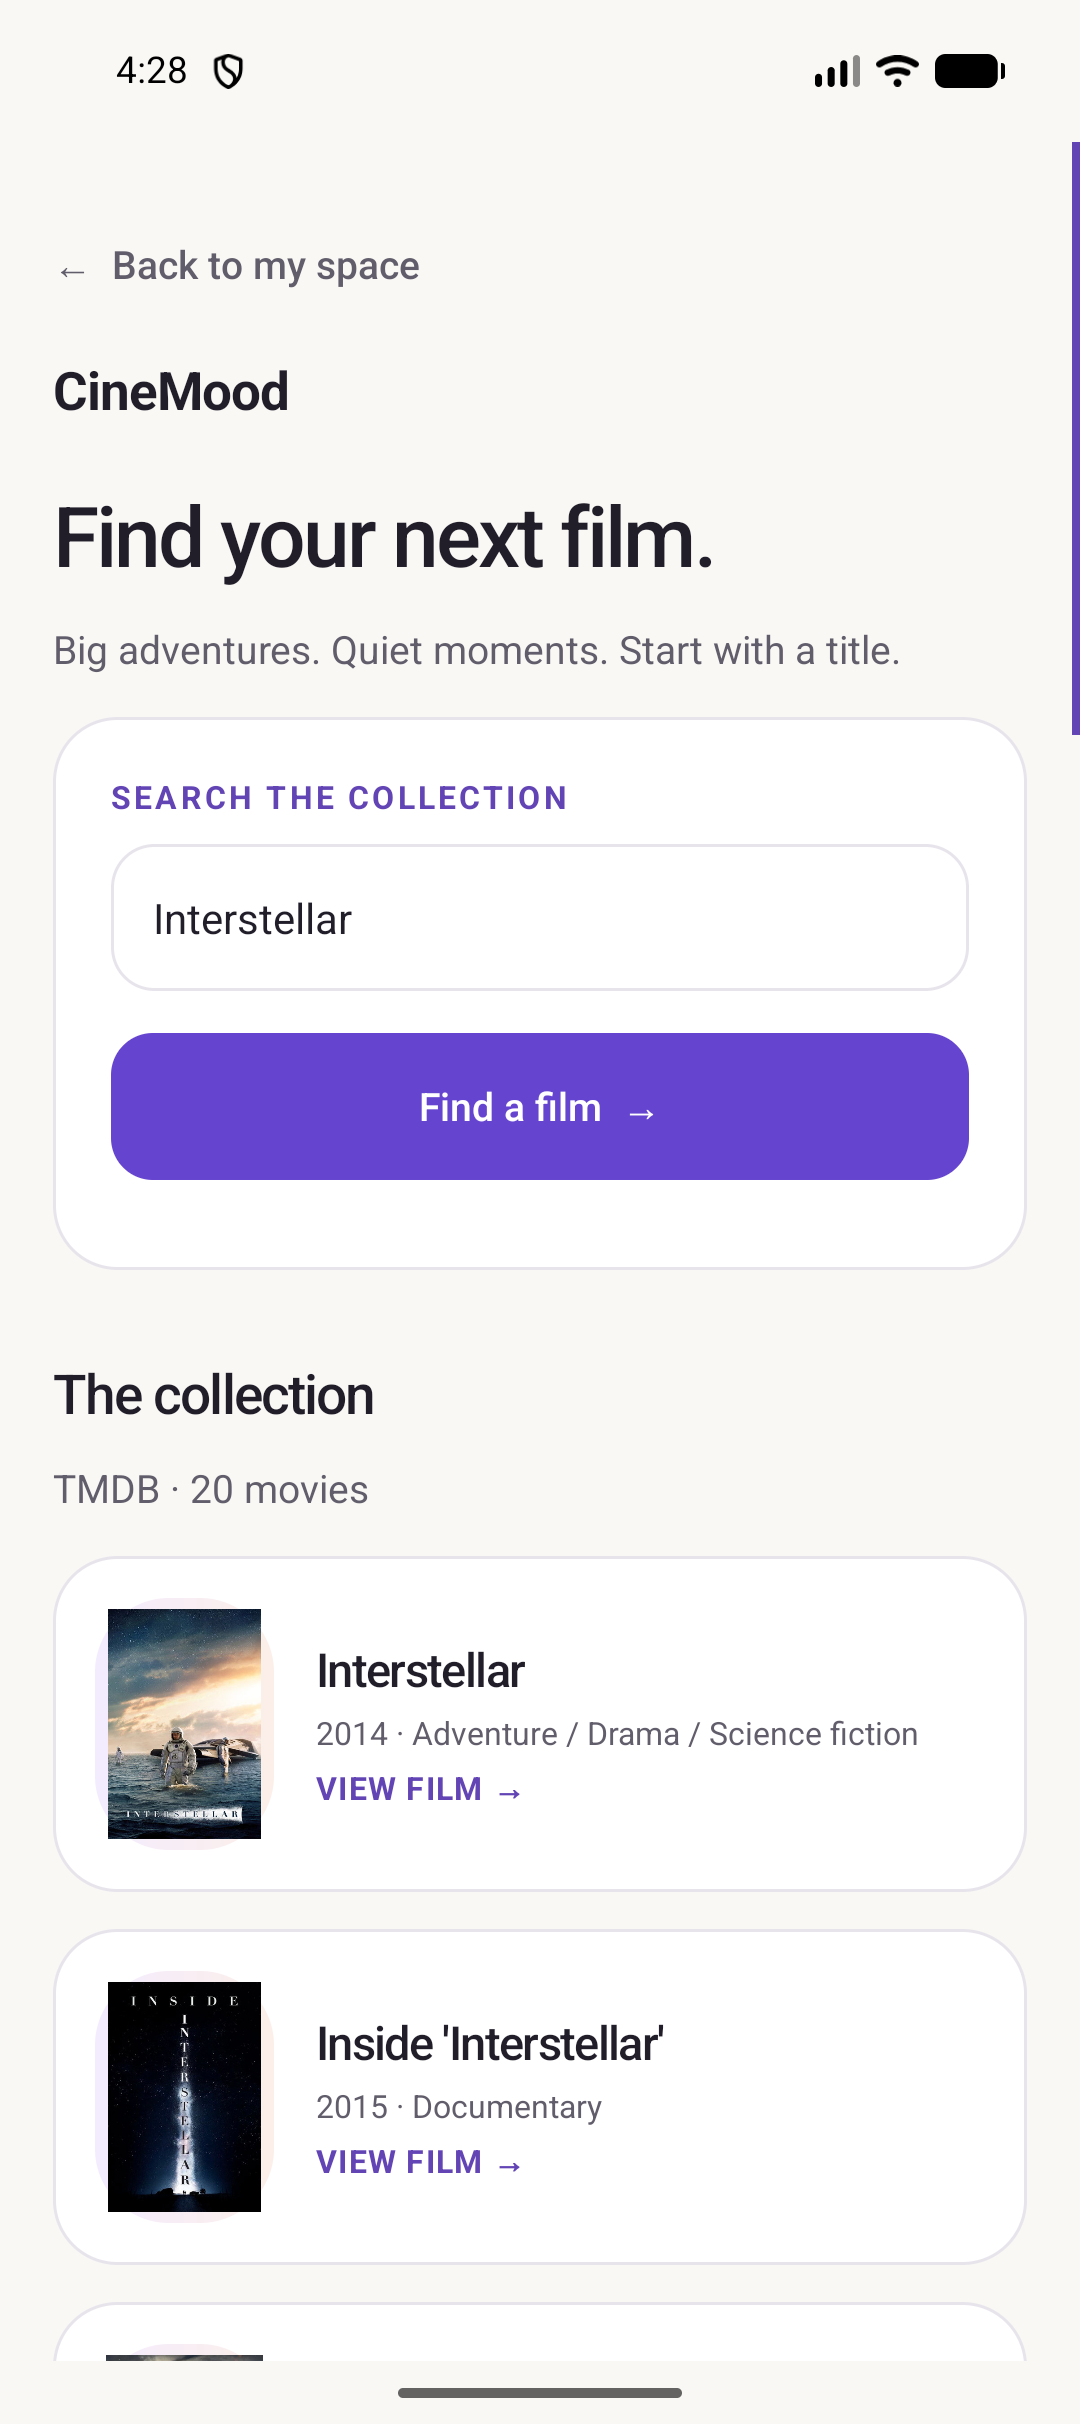 4:28
← Back to my space
CineMood
Find your next film.
Big adventures. Quiet moments. Start with a title.
SEARCH THE COLLECTION
Interstellar
Find a film →
The collection
TMDB · 20 movies
INTERSTELLAR
Interstellar
2014 · Adventure / Drama / Science fiction
VIEW FILM →
INSIDE
INTERSTELLAR
Inside 'Interstellar'
2015 · Documentary
VIEW FILM →